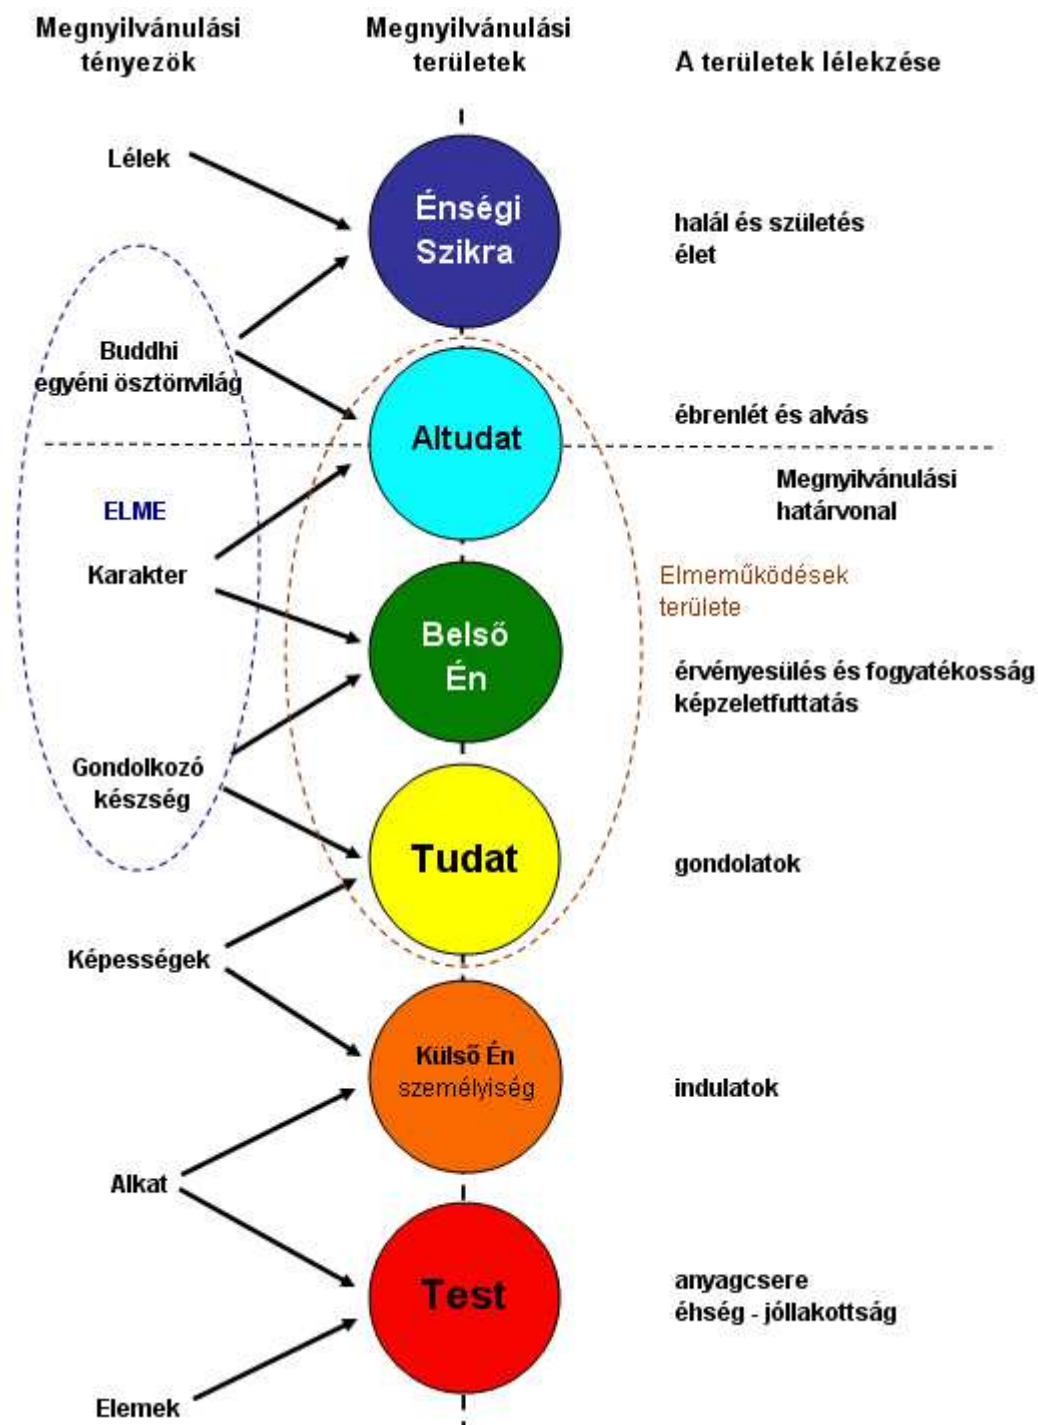 Megnyilvánulási
tényezök
Megnyilvánulási
területek
A területek lélekzése
Lélek
Énségi
Szikra
halál és születés
élet
Buddhi
egyéni ösztönvilág
Altudat
ébrenlét és alvás
Megnyilvánulási
határvonal
ELME
Karakter
Elmeműködések
területe
Belső
Én
érvényesülés és fogyatékosság
képzeletfuttatás
Gondolkozó
készség
Tudat
gondolatok
Képességek
Külső Én
személyiség
indulatok
Alkat
Test
anyagcsere
éhség - jóllakottság
Elemek